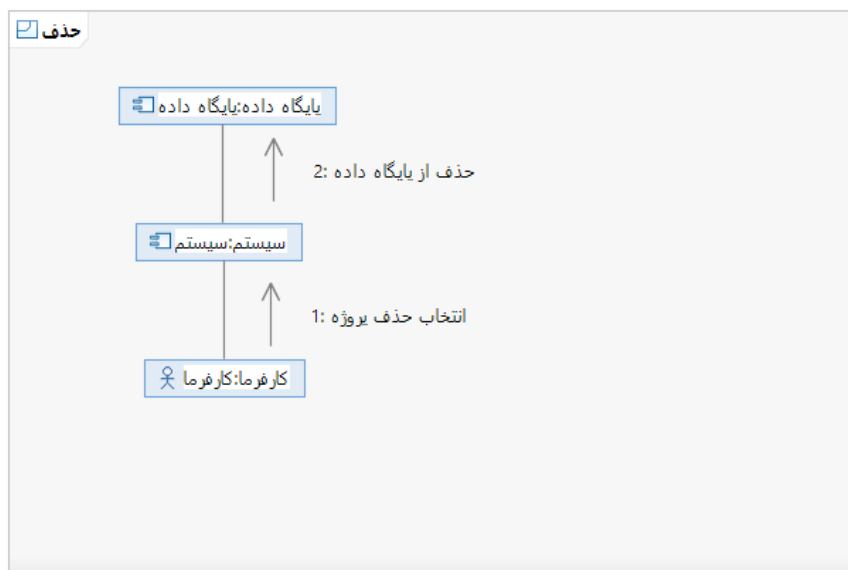 حذف
پایگاه داده:پایگاه داده
2: حذف از پایگاه داده
سیستم:سیستم
1: انتخاب حذف پروژه
کارفرما:کارفرما